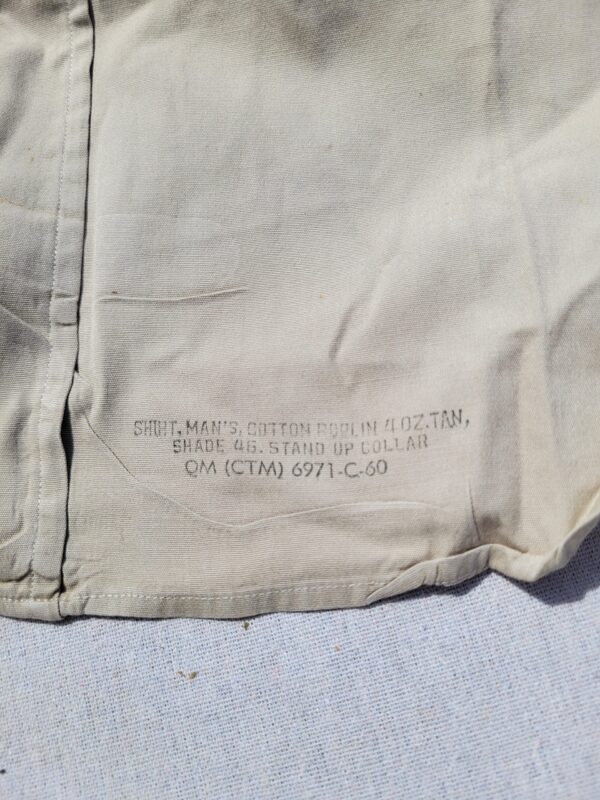 SHIRT, MAN'S, COTTON POPLIN 4 OZ. TAN,
SHADE 46. STAND UP COLLAR
QM (CTM) 6971-C-60